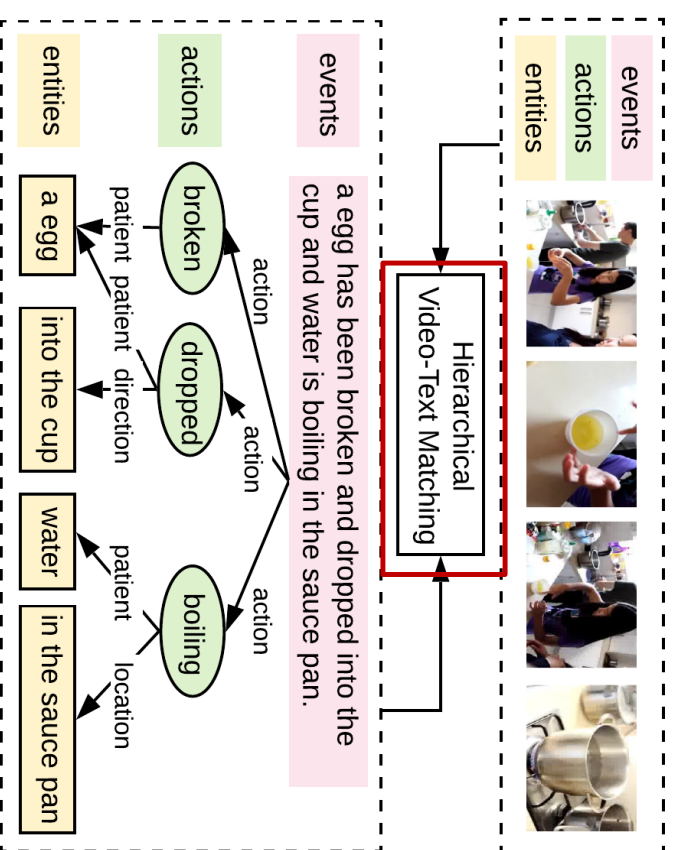 events
actions
entities
Hierarchical
Video-Text Matching
events
a egg has been broken and dropped into the
cup and water is boiling in the sauce pan.
action
action
action
actions
broken
dropped
boiling
patient
patient
direction
patient
location
entities
a egg
into the cup
water
in the sauce pan